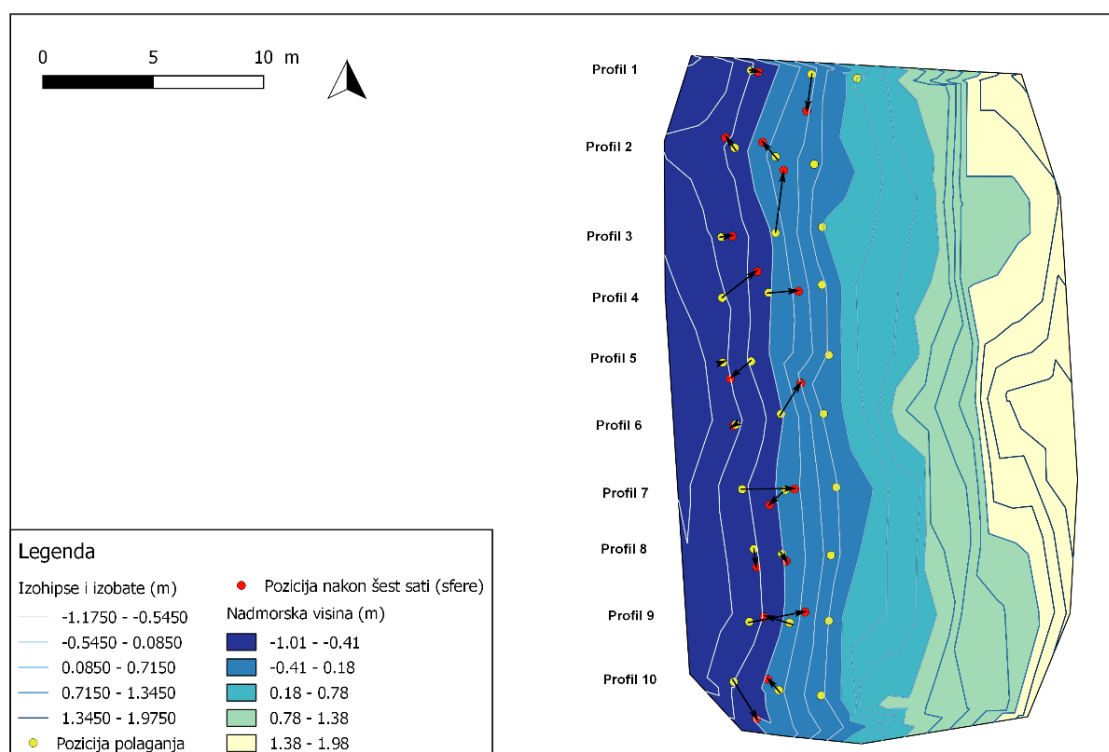 0 5 10 m
Profil 1
Profil 2
Profil 3
Profil 4
Profil 5
Profil 6
Profil 7
Profil 8
Profil 9
Profil 10
Legenda
Izohipse i izobate (m)
-1.1750 - -0.5450
-0.5450 - 0.0850
0.0850 - 0.7150
0.7150 - 1.3450
1.3450 - 1.9750
Pozicija polaganja
Pozicija nakon šest sati (sfere)
Nadmorska visina (m)
-1.01 - -0.41
-0.41 - 0.18
0.18 - 0.78
0.78 - 1.38
1.38 - 1.98